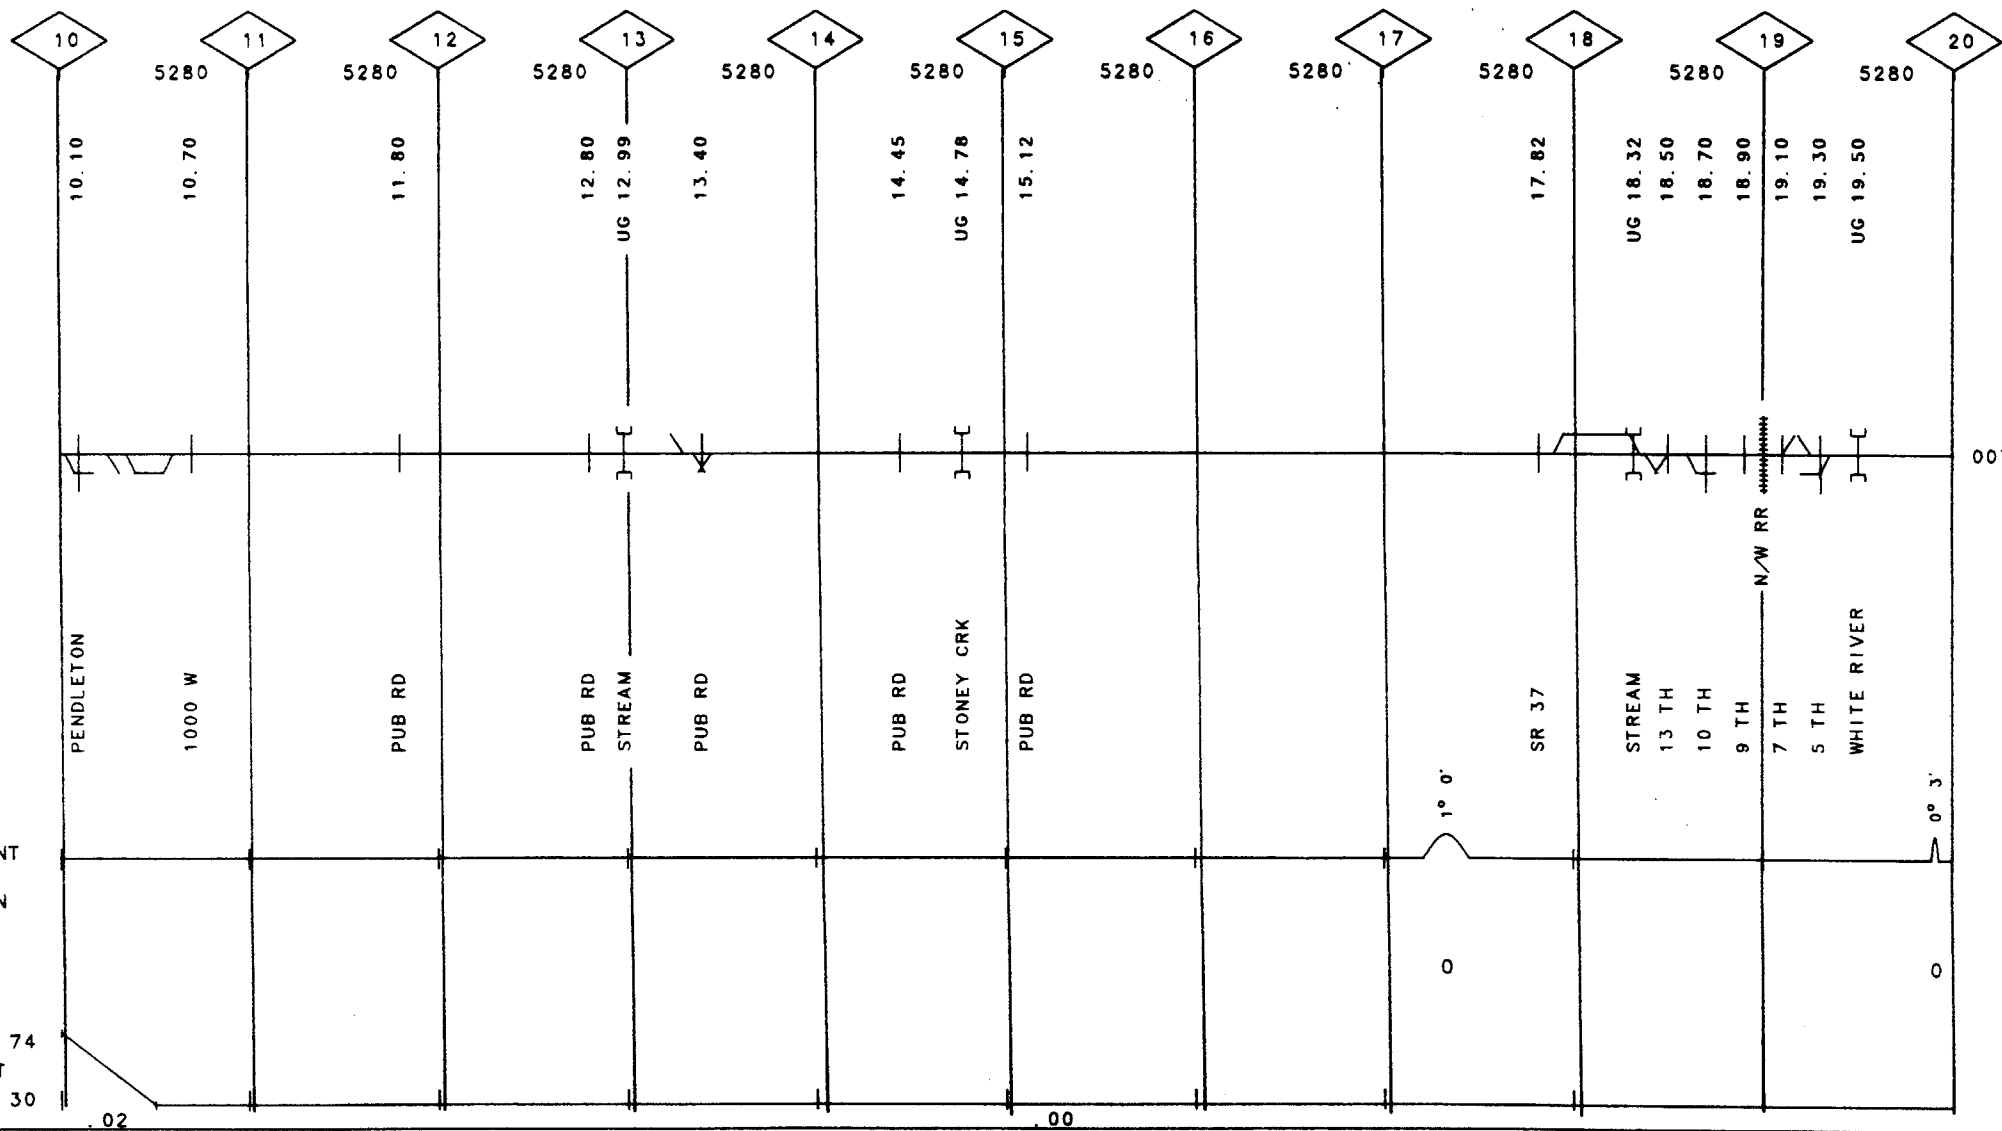 10 11 12 13 14 15 16 17 18 19 20
5280 5280 5280 5280 5280 5280 5280 5280 5280 5280
10.10
10.70
11.80
12.80
UG 12.99
13.40
14.45
UG 14.78
15.12
17.82
UG 18.32
18.50
18.70
18.90
19.10
19.30
UG 19.50
00
N/W RR
PENDLETON
1000 W
PUB RD
PUB RD
STREAM
PUB RD
PUB RD
STONEY CRK
PUB RD
SR 37
STREAM
13 TH
10 TH
9 TH
7 TH
5 TH
WHITE RIVER
1° 0'
0° 3'
NT
N
0 0
74
T
30
.02 .00